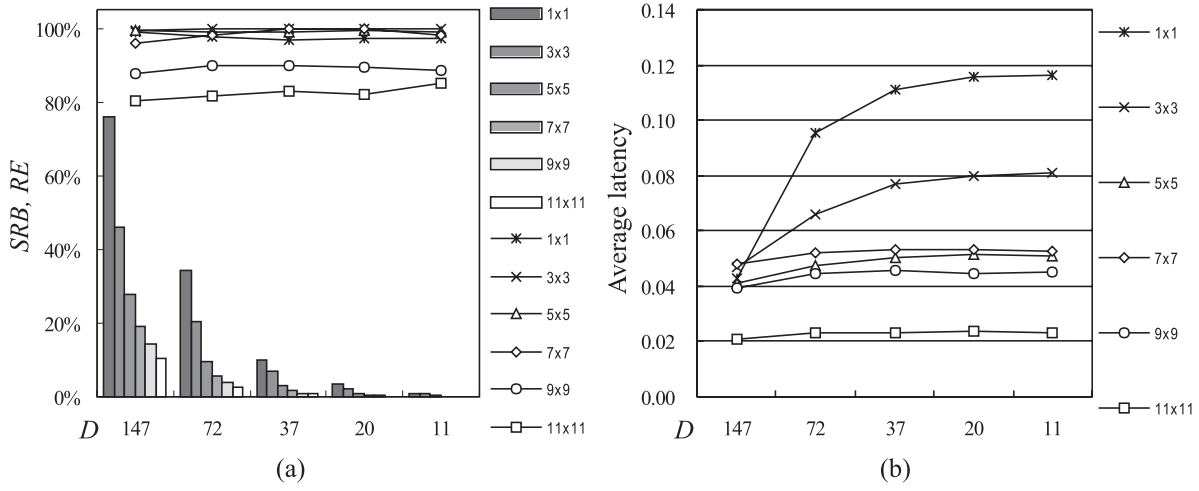 100%
80%
60%
40%
20%
0%
SRB, RE
D 147 72 37 20 11
1x1
3x3
5x5
7x7
9x9
11x11
1x1
3x3
5x5
7x7
9x9
11x11
(a)
0.14
0.12
0.10
0.08
0.06
0.04
0.02
0.00
Average latency
D 147 72 37 20 11
1x1
3x3
5x5
7x7
9x9
11x11
(b)